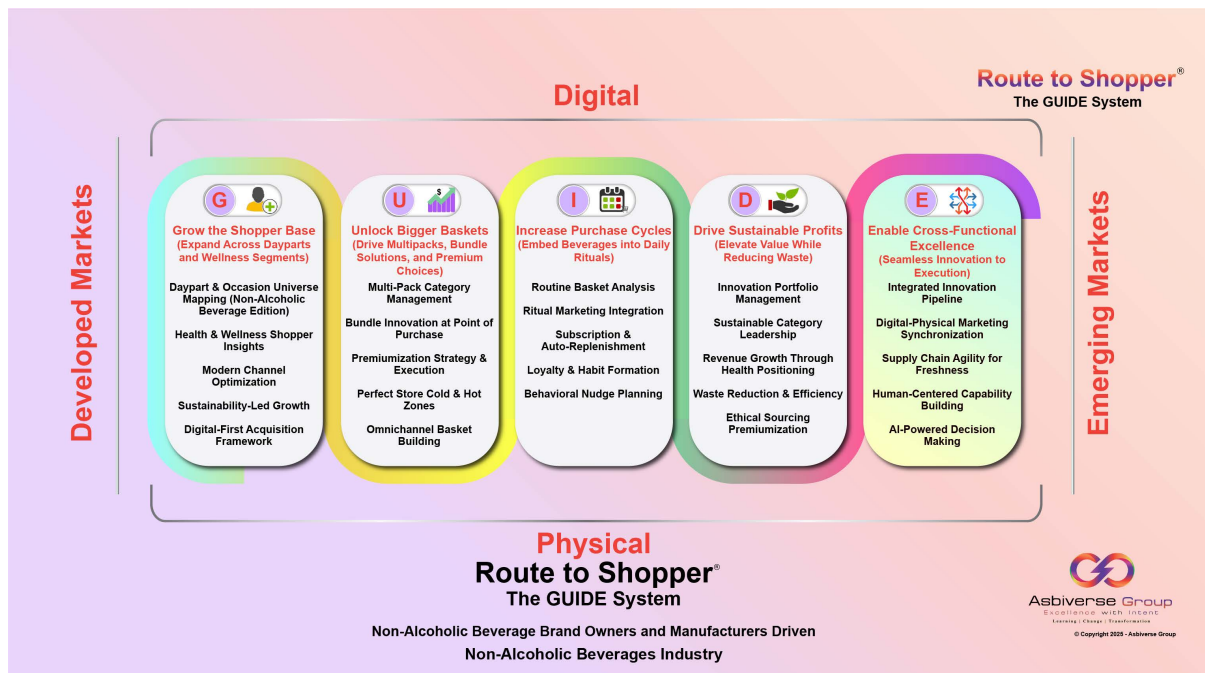 Route to Shopper®
The GUIDE System
Digital
Developed Markets
Emerging Markets
G
Grow the Shopper Base
(Expand Across Dayparts
and Wellness Segments)
Daypart & Occasion Universe
Mapping (Non-Alcoholic
Beverage Edition)
Health & Wellness Shopper
Insights
Modern Channel
Optimization
Sustainability-Led Growth
Digital-First Acquisition
Framework
U
$
Unlock Bigger Baskets
(Drive Multipacks, Bundle
Solutions, and Premium
Choices)
Multi-Pack Category
Management
Bundle Innovation at Point of
Purchase
Premiumization Strategy &
Execution
Perfect Store Cold & Hot
Zones
Omnichannel Basket
Building
I
Increase Purchase Cycles
(Embed Beverages into Daily
Rituals)
Routine Basket Analysis
Ritual Marketing Integration
Subscription &
Auto-Replenishment
Loyalty & Habit Formation
Behavioral Nudge Planning
D
Drive Sustainable Profits
(Elevate Value While
Reducing Waste)
Innovation Portfolio
Management
Sustainable Category
Leadership
Revenue Growth Through
Health Positioning
Waste Reduction & Efficiency
Ethical Sourcing
Premiumization
E
Enable Cross-Functional
Excellence
(Seamless Innovation to
Execution)
Integrated Innovation
Pipeline
Digital-Physical Marketing
Synchronization
Supply Chain Agility for
Freshness
Human-Centered Capability
Building
AI-Powered Decision
Making
Physical
Route to Shopper®
The GUIDE System
Non-Alcoholic Beverage Brand Owners and Manufacturers Driven
Non-Alcoholic Beverages Industry
Asbiverse Group
Excellence with Intent
Learning | Change | Transformation
© Copyright 2025 - Asbiverse Group